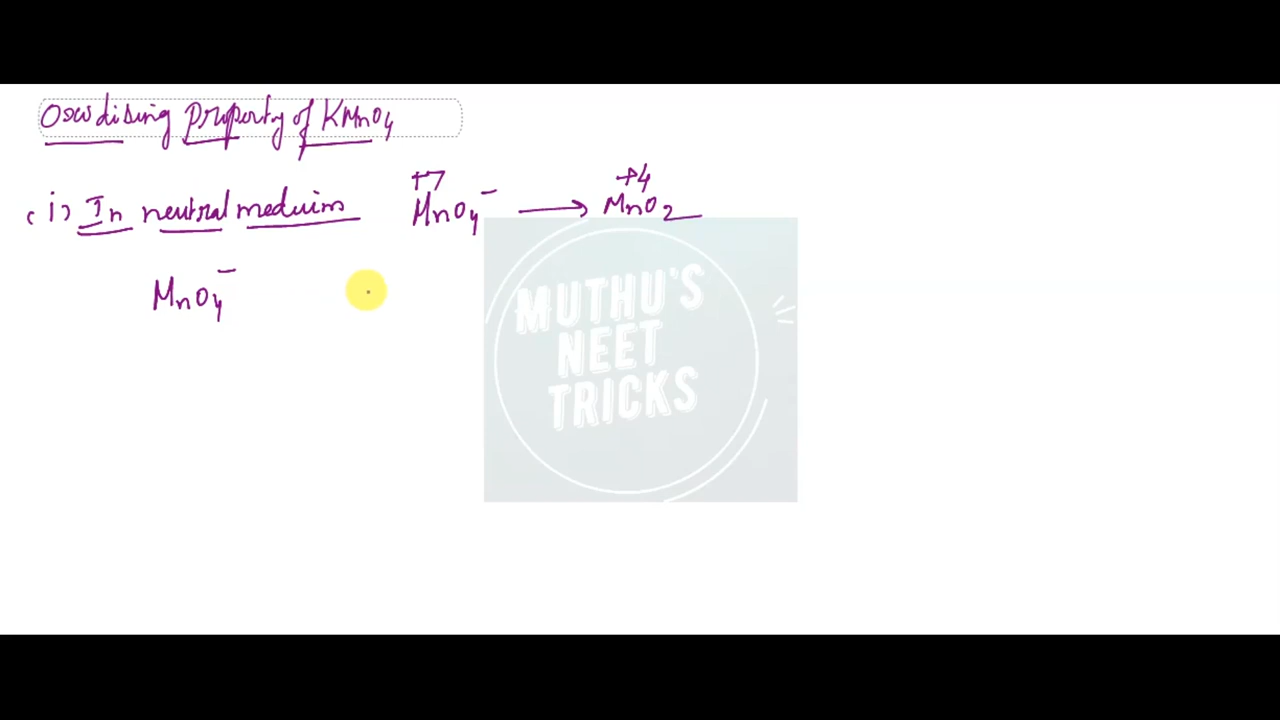 Oxidising property of KMnO4
(i) In neutral medium MnO4⁻ → MnO2
+7 +4
MnO4⁻
MUTHU'S
NEET
TRICKS